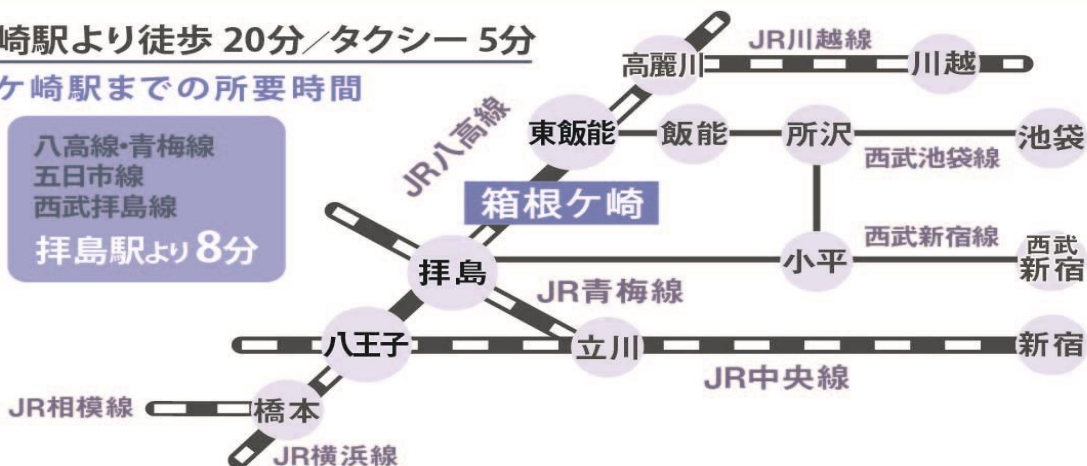 崎駅より徒歩 20分／タクシー 5分
ケ崎駅までの所要時間
八高線・青梅線
五日市線
西武拝島線
拝島駅より8分
高麗川
JR川越線
川越
JR八高線
東飯能
飯能
所沢
西武池袋線
池袋
箱根ケ崎
拝島
小平
西武新宿線
西武
新宿
JR青梅線
八王子
立川
新宿
JR中央線
JR相模線
橋本
JR横浜線